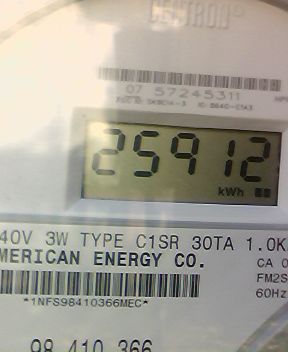 CENTRON®
07 57245311
25912
kWh
40V 3W TYPE C1SR 30TA 1.0K
MERICAN ENERGY CO.
CA 0
FM2S
*1NFS98410366MEC*
60Hz
98 410 366